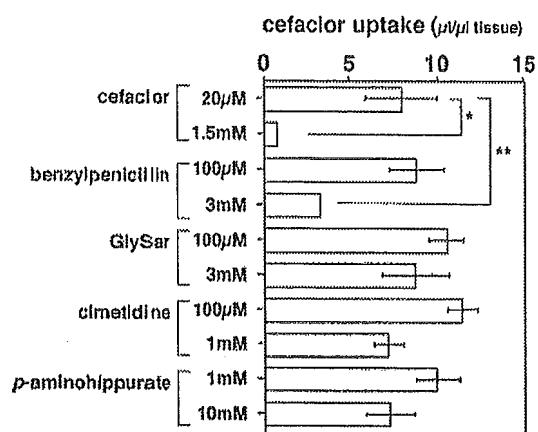 cefaclor uptake (µl/µl tissue)
0 5 10 15
cefaclor 20µM
1.5mM
*
**
benzylpenicillin 100µM
3mM
GlySar 100µM
3mM
cimetidine 100µM
1mM
p-aminohippurate 1mM
10mM